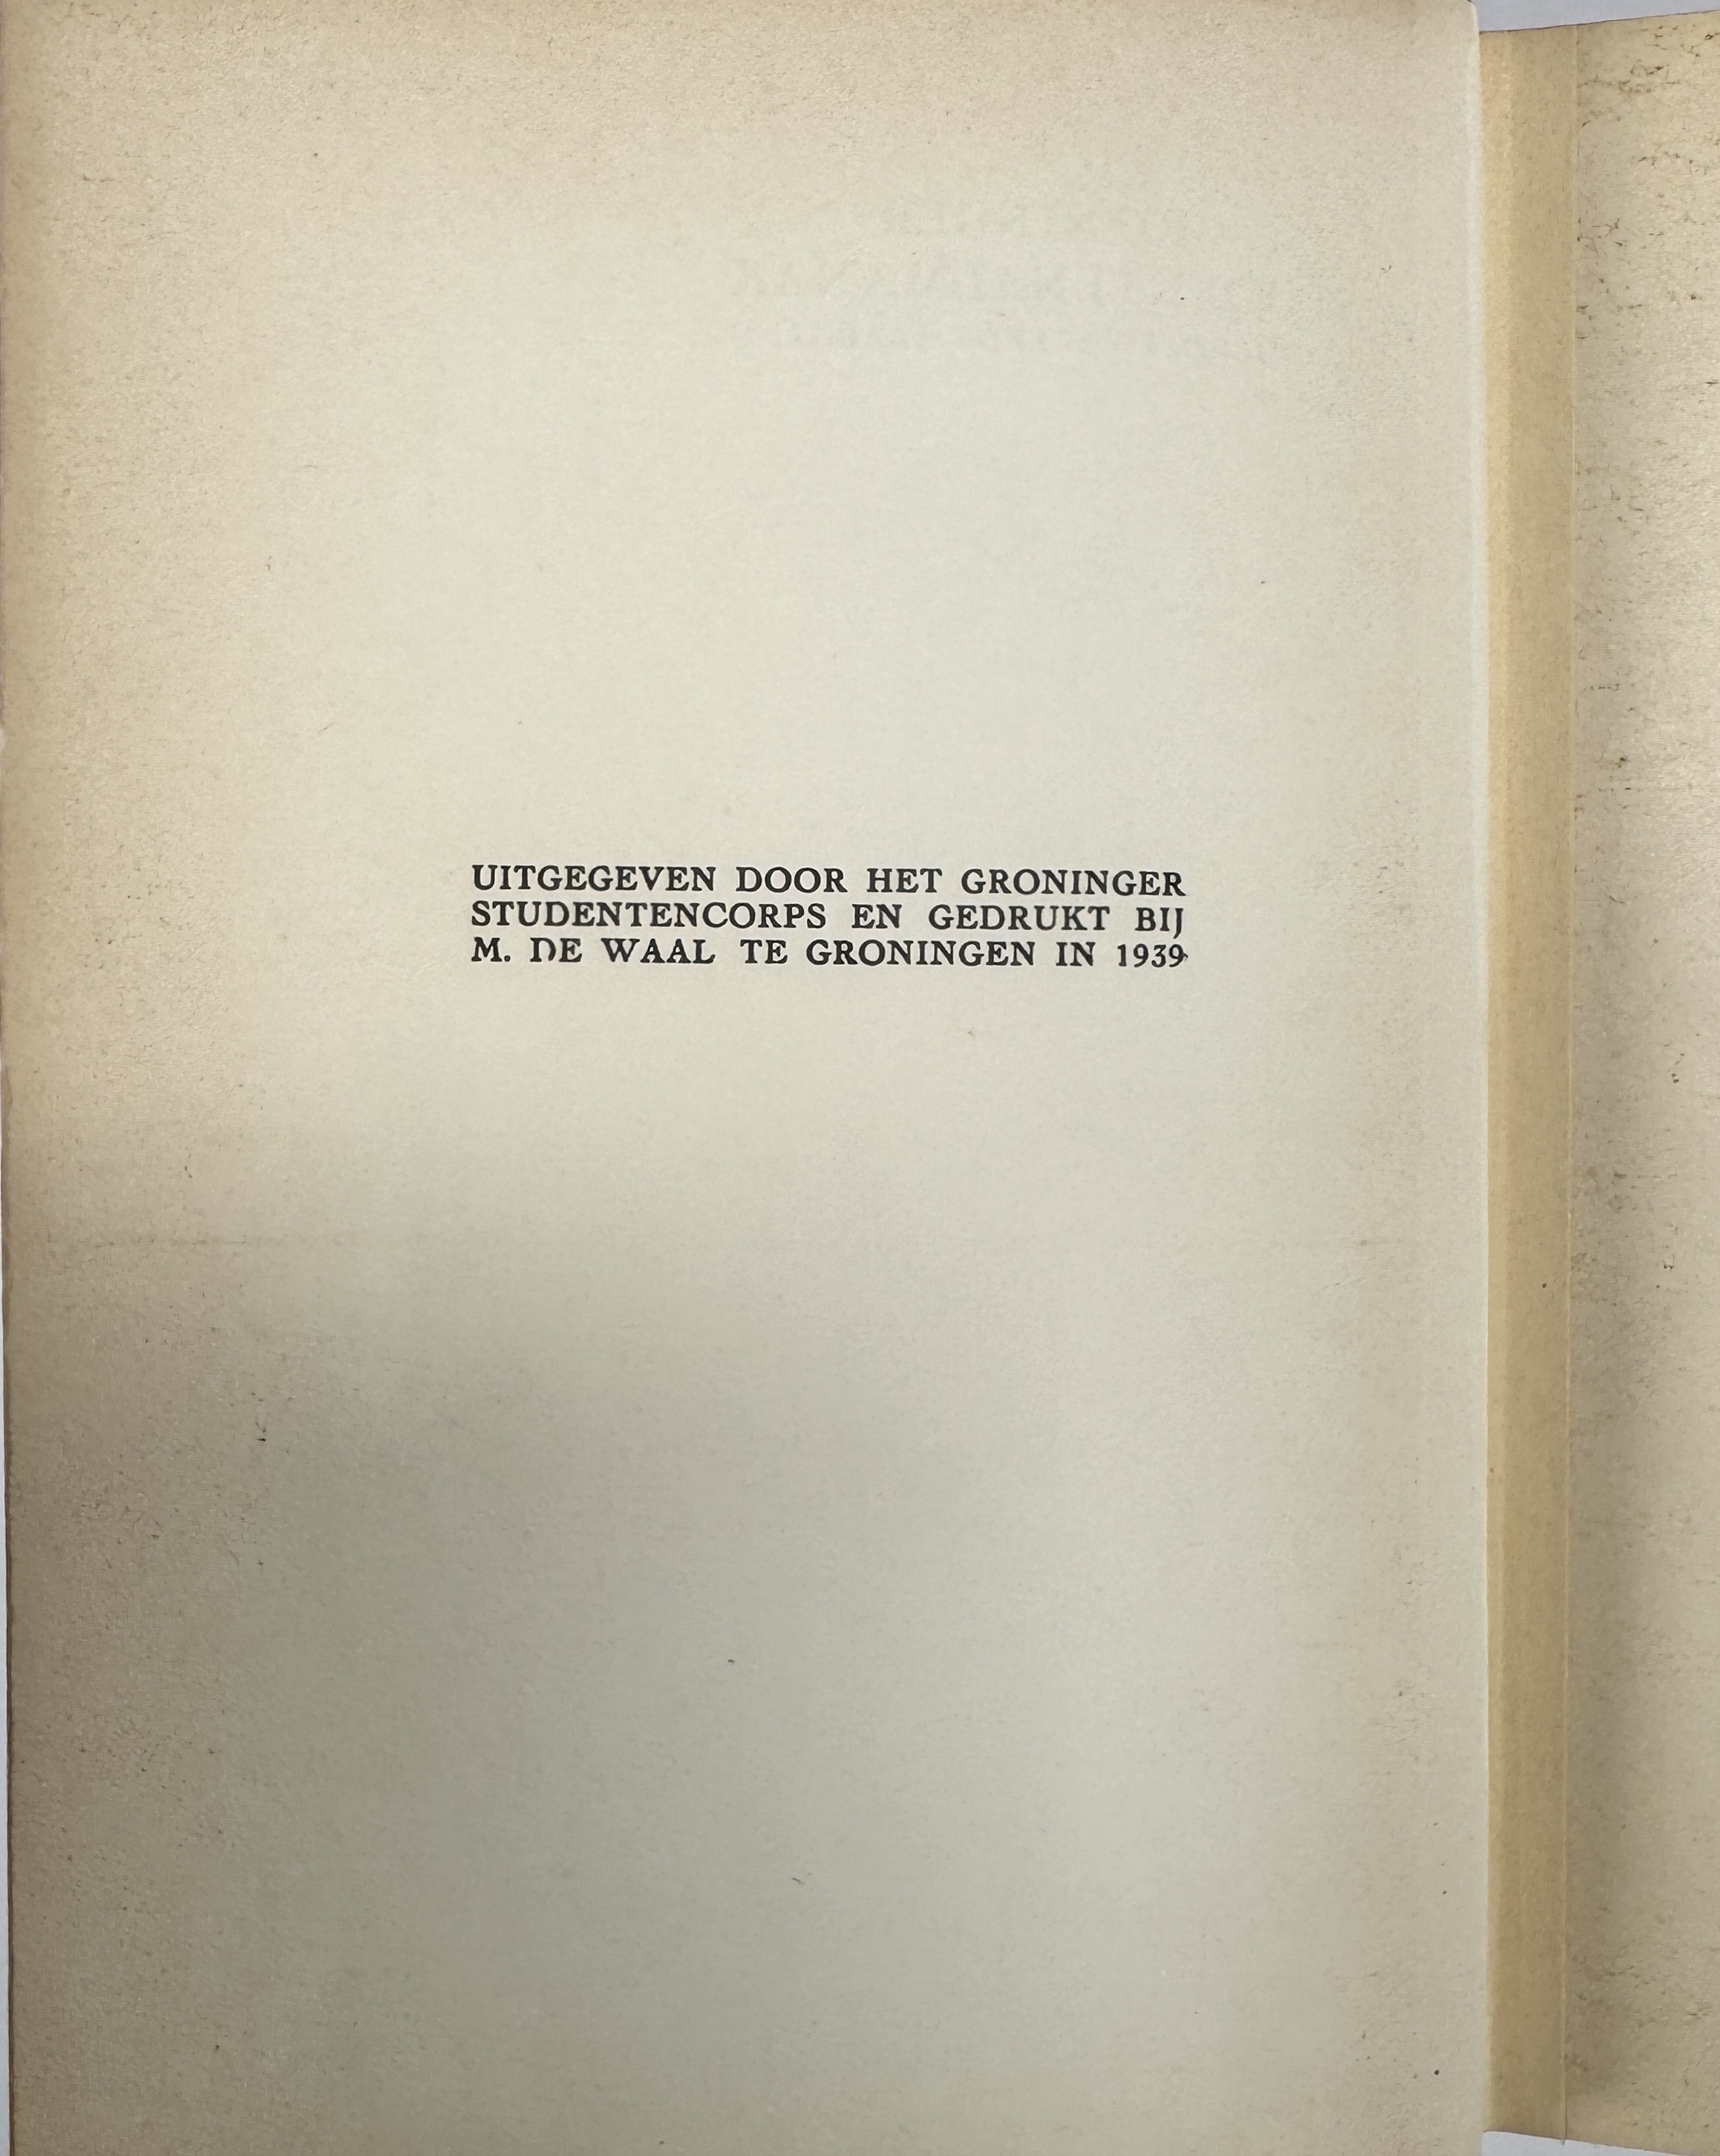 UITGEGEVEN DOOR HET GRONINGER
STUDENTENCORPS EN GEDRUKT BIJ
M. DE WAAL TE GRONINGEN IN 1939